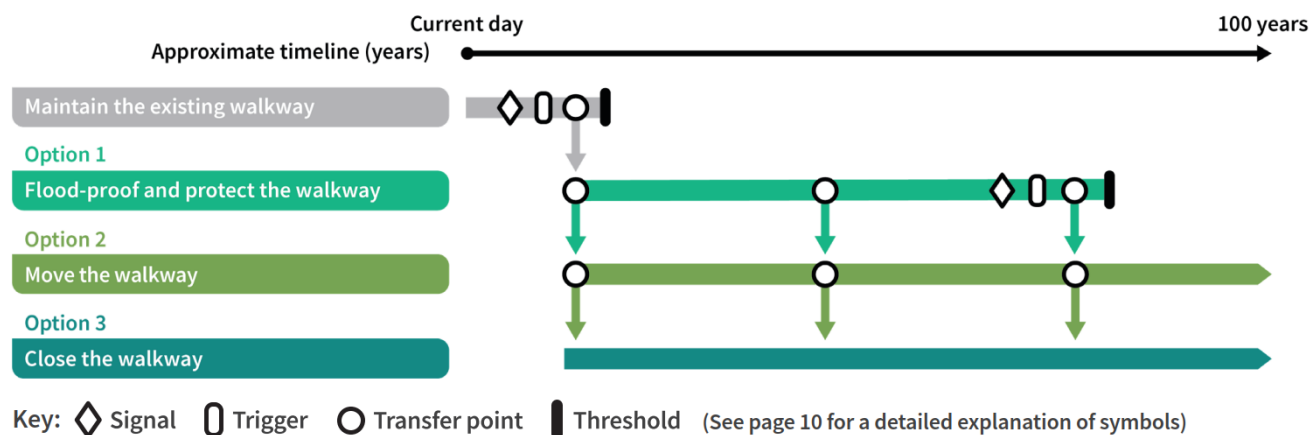 Current day 100 years
Approximate timeline (years)
Maintain the existing walkway
Option 1
Flood-proof and protect the walkway
Option 2
Move the walkway
Option 3
Close the walkway
Key: Signal Trigger Transfer point Threshold (See page 10 for a detailed explanation of symbols)